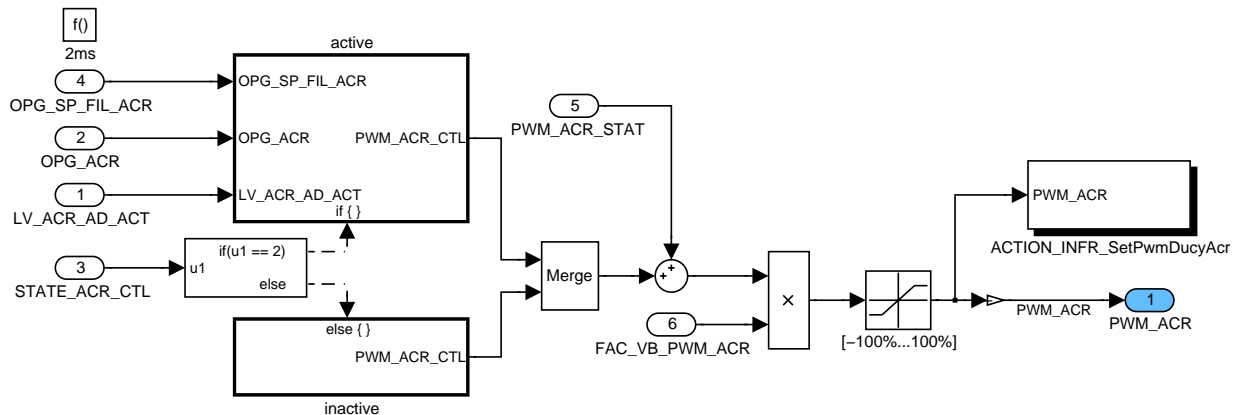 f()
2ms
active
4
OPG_SP_FIL_ACR
OPG_SP_FIL_ACR
2
OPG_ACR
OPG_ACR
PWM_ACR_CTL
1
LV_ACR_AD_ACT
LV_ACR_AD_ACT
if { }
5
PWM_ACR_STAT
PWM_ACR
ACTION_INFR_SetPwmDucyAcr
3
STATE_ACR_CTL
u1
if(u1 == 2)
else
Merge
+
+
×
6
FAC_VB_PWM_ACR
[−100%...100%]
PWM_ACR
1
PWM_ACR
else { }
PWM_ACR_CTL
inactive